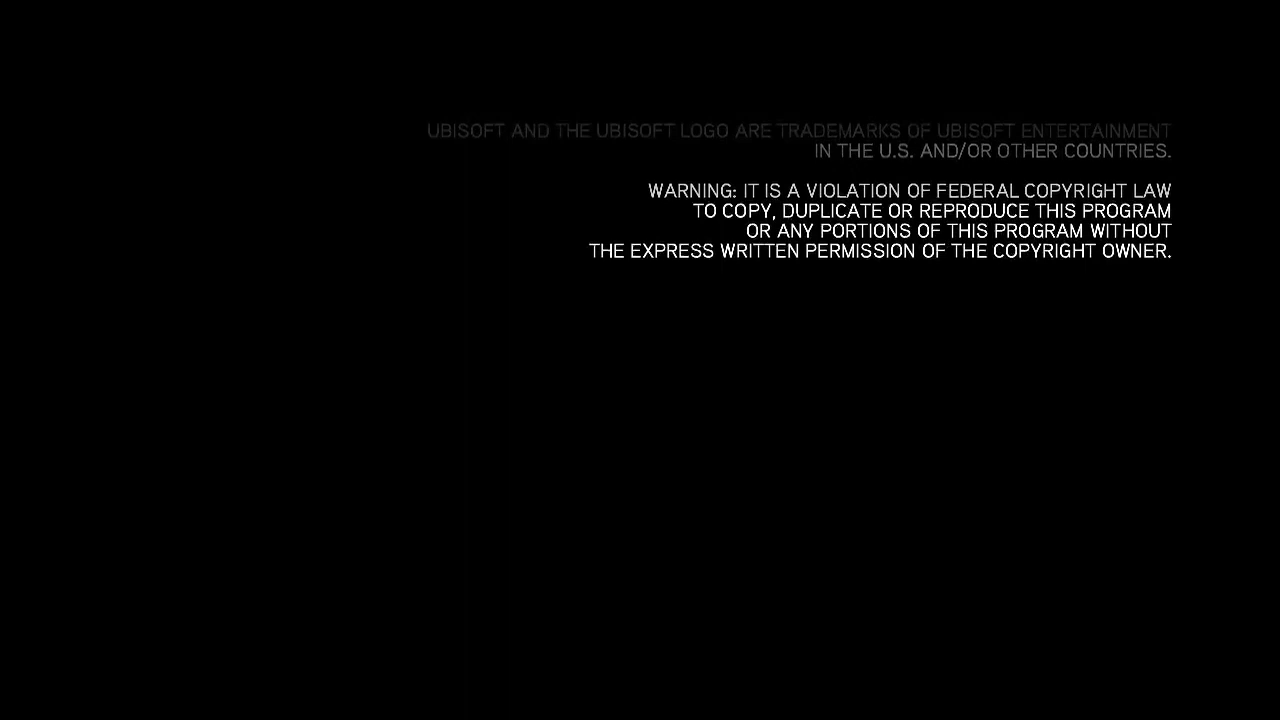 UBISOFT AND THE UBISOFT LOGO ARE TRADEMARKS OF UBISOFT ENTERTAINMENT
IN THE U.S. AND/OR OTHER COUNTRIES.
WARNING: IT IS A VIOLATION OF FEDERAL COPYRIGHT LAW
TO COPY, DUPLICATE OR REPRODUCE THIS PROGRAM
OR ANY PORTIONS OF THIS PROGRAM WITHOUT
THE EXPRESS WRITTEN PERMISSION OF THE COPYRIGHT OWNER.